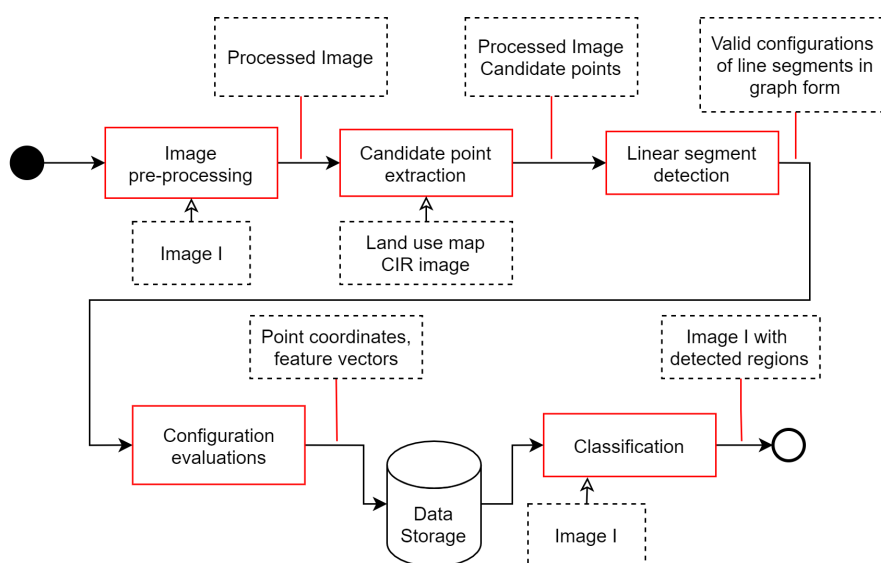 Processed Image
Processed Image
Candidate points
Valid configurations
of line segments in
graph form
Image
pre-processing
Candidate point
extraction
Linear segment
detection
Image I
Land use map
CIR image
Point coordinates,
feature vectors
Image I with
detected regions
Configuration
evaluations
Data
Storage
Classification
Image I